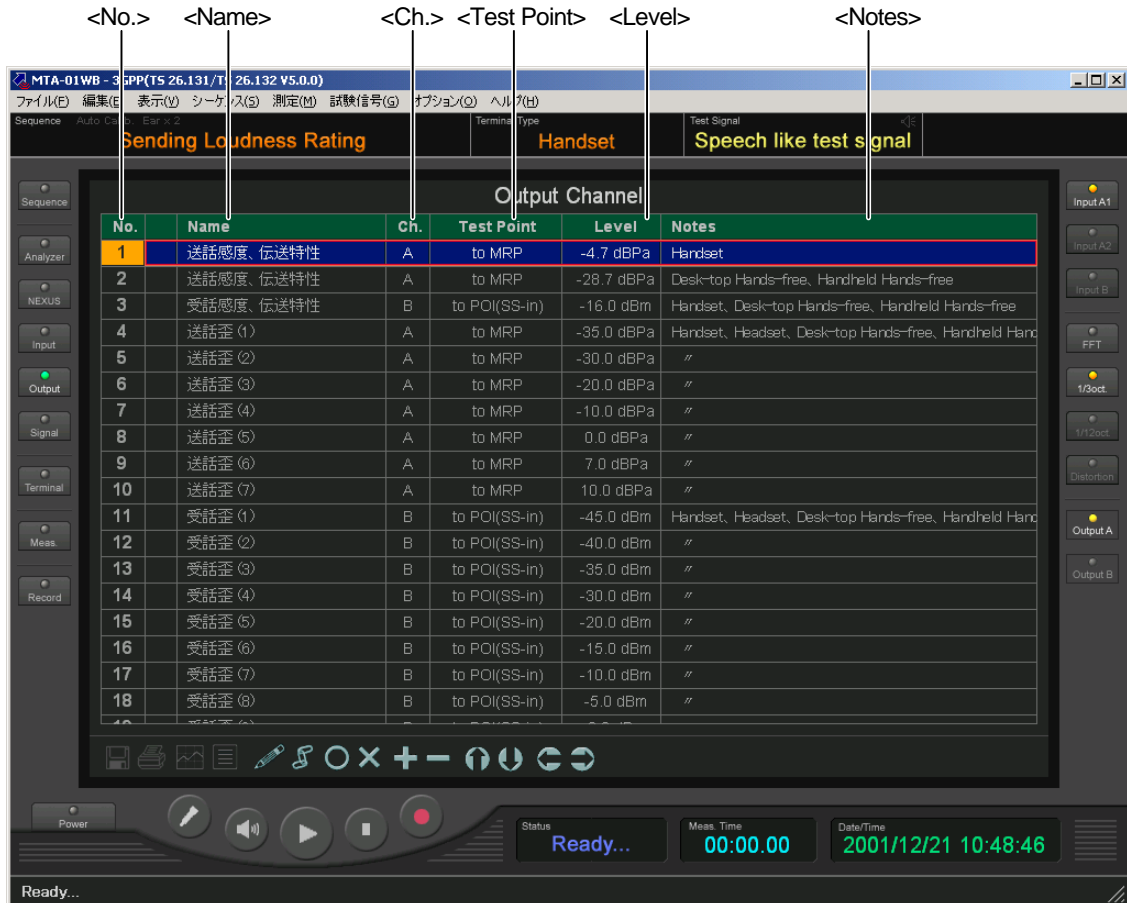 <No.> <Name> <Ch.> <Test Point> <Level> <Notes>
MTA-01WB - 3GPP(TS 26.131/TS 26.132 V5.0.0)
ファイル(F) 編集(E) 表示(V) シーケンス(S) 測定(M) 試験信号(G) オプション(O) ヘルプ(H)
Sequence Auto Calib. Ear x 2 Terminal Type Test Signal
Sending Loudness Rating Handset Speech like test signal
Output Channel
No. Name Ch. Test Point Level Notes
1 送話感度、伝送特性 A to MRP -4.7 dBPa Handset
2 送話感度、伝送特性 A to MRP -28.7 dBPa Desk-top Hands-free、Handheld Hands-free
3 受話感度、伝送特性 B to POI(SS-in) -16.0 dBm Handset、Desk-top Hands-free、Handheld Hands-free
4 送話歪(1) A to MRP -35.0 dBPa Handset、Headset、Desk-top Hands-free、Handheld Hand
5 送話歪(2) A to MRP -30.0 dBPa 〃
6 送話歪(3) A to MRP -20.0 dBPa 〃
7 送話歪(4) A to MRP -10.0 dBPa 〃
8 送話歪(5) A to MRP 0.0 dBPa 〃
9 送話歪(6) A to MRP 7.0 dBPa 〃
10 送話歪(7) A to MRP 10.0 dBPa 〃
11 受話歪(1) B to POI(SS-in) -45.0 dBm Handset、Headset、Desk-top Hands-free、Handheld Hand
12 受話歪(2) B to POI(SS-in) -40.0 dBm 〃
13 受話歪(3) B to POI(SS-in) -35.0 dBm 〃
14 受話歪(4) B to POI(SS-in) -30.0 dBm 〃
15 受話歪(5) B to POI(SS-in) -20.0 dBm 〃
16 受話歪(6) B to POI(SS-in) -15.0 dBm 〃
17 受話歪(7) B to POI(SS-in) -10.0 dBm 〃
18 受話歪(8) B to POI(SS-in) -5.0 dBm 〃
Sequence
Analyzer
NEXUS
Input
Output
Signal
Terminal
Meas.
Record
Input A1
Input A2
Input B
FFT
1/3oct.
1/12oct.
Distortion
Output A
Output B
Power
Status
Ready...
Meas. Time
00:00.00
Date/Time
2001/12/21 10:48:46
Ready...